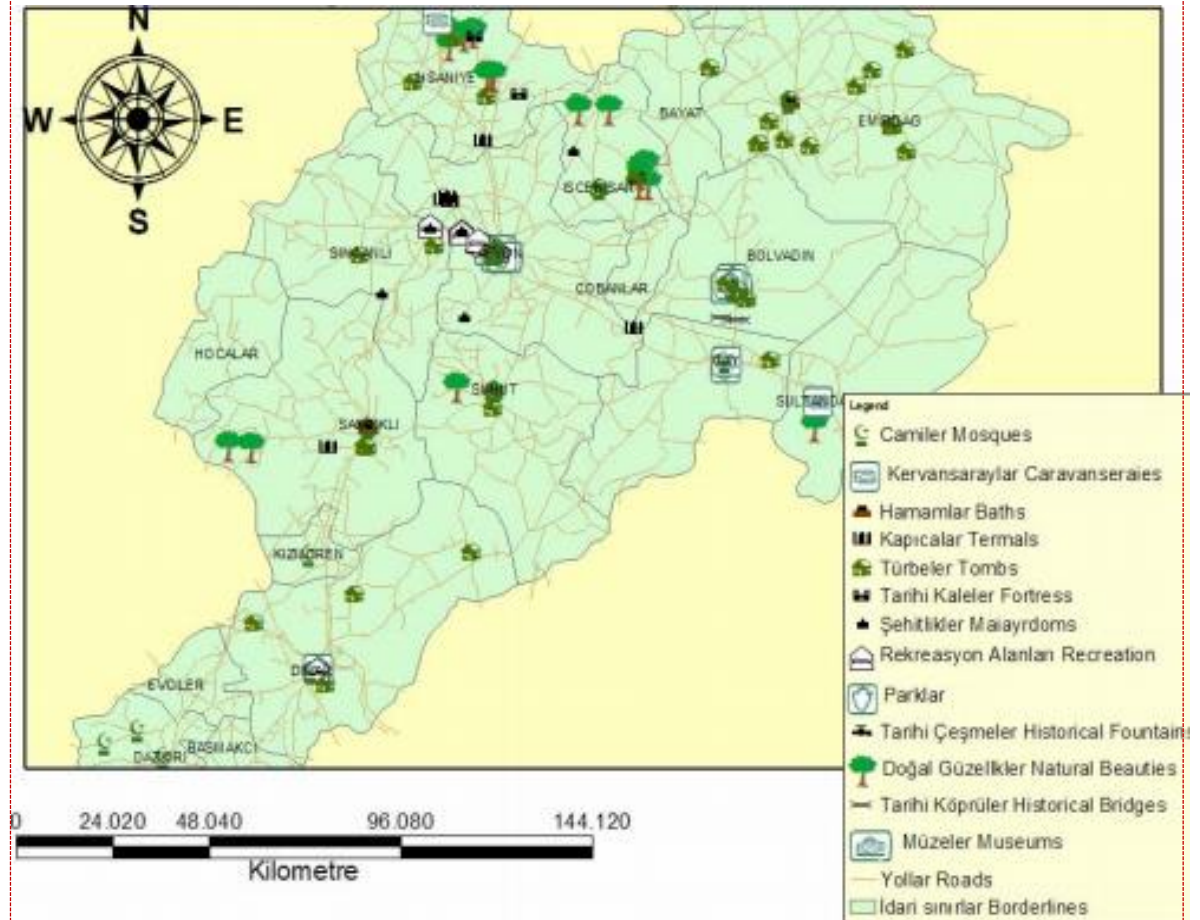 N
W E
S
BAYAT
EMIRDAG
BOLVADIN
COBANLAR
HOCALAR
Legend
Camiler Mosques
Kervansaraylar Caravanseraies
Hamamlar Baths
Kapıcalar Termals
Türbeler Tombs
Tarihi Kaleler Fortress
Şehitlikler Maiayrdoms
Rekreasyon Alanları Recreation
Parklar
Tarihi Çeşmeler Historical Fountains
Doğal Güzellkler Natural Beauties
Tarihi Köprüler Historical Bridges
Müzeler Museums
Yollar Roads
İdari sınırlar Borderlines
EVCILER
BASMAKCI
0 24.020 48.040 96.080 144.120
Kilometre